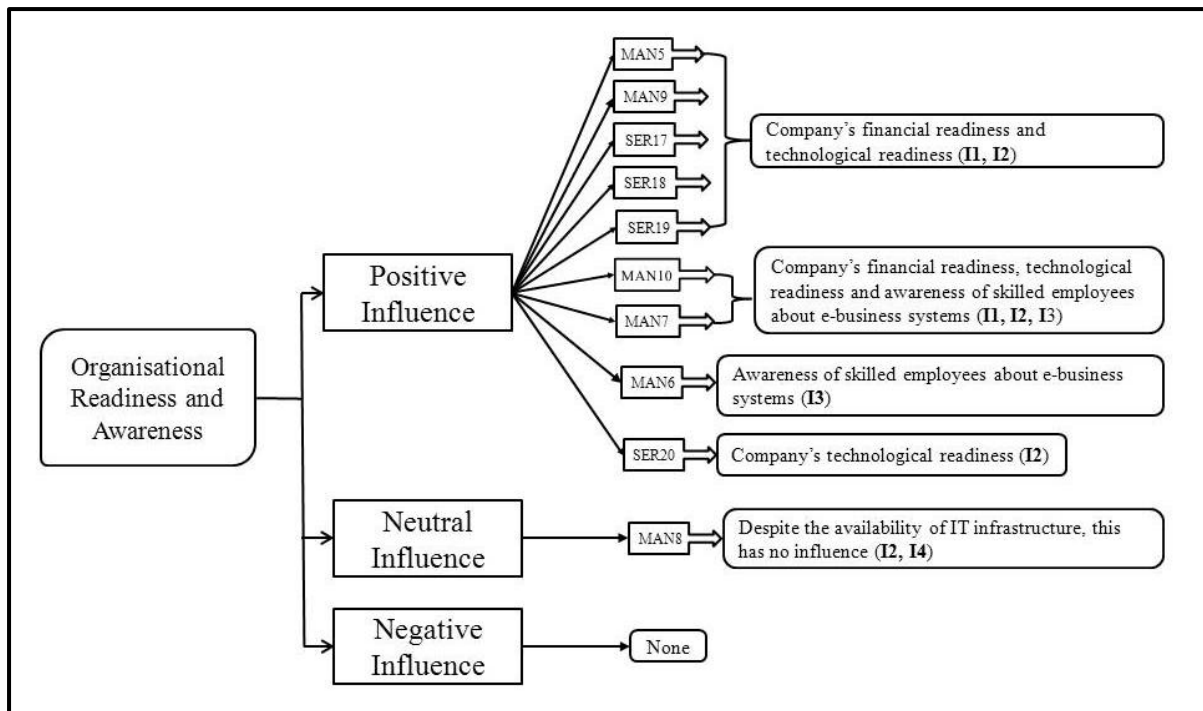 Organisational
Readiness and
Awareness
Positive
Influence
MAN5
MAN9
SER17
SER18
SER19
Company's financial readiness and
technological readiness (I1, I2)
MAN10
MAN7
Company's financial readiness, technological
readiness and awareness of skilled employees
about e-business systems (I1, I2, I3)
MAN6
Awareness of skilled employees about e-business
systems (I3)
SER20
Company's technological readiness (I2)
Neutral
Influence
MAN8
Despite the availability of IT infrastructure, this
has no influence (I2, I4)
Negative
Influence
None